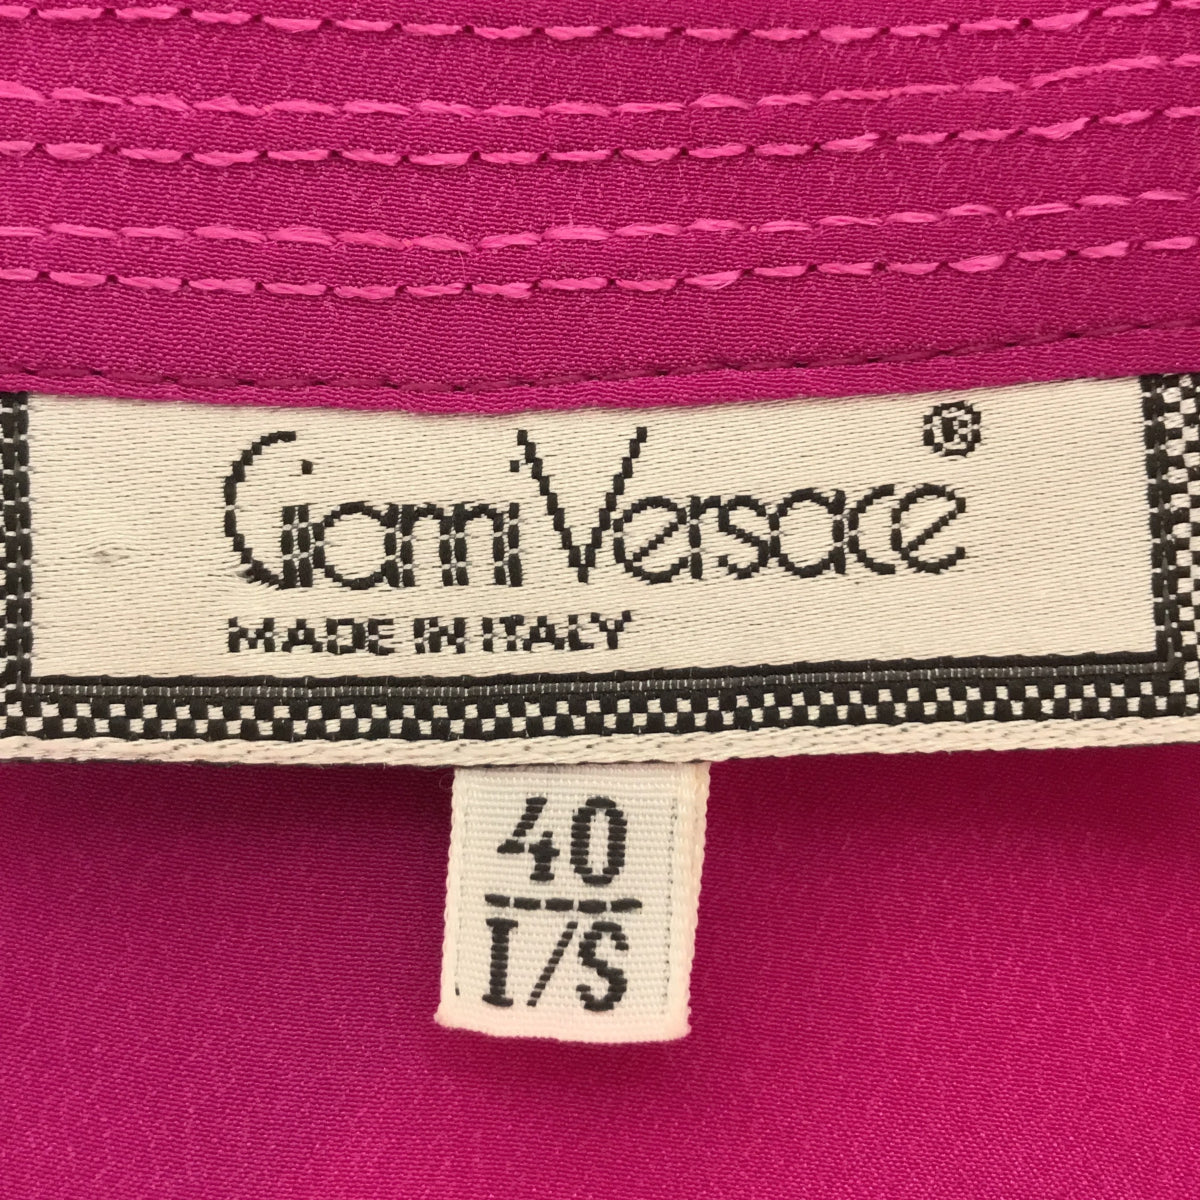 Gianni Versace ®
MADE IN ITALY
40
I/S